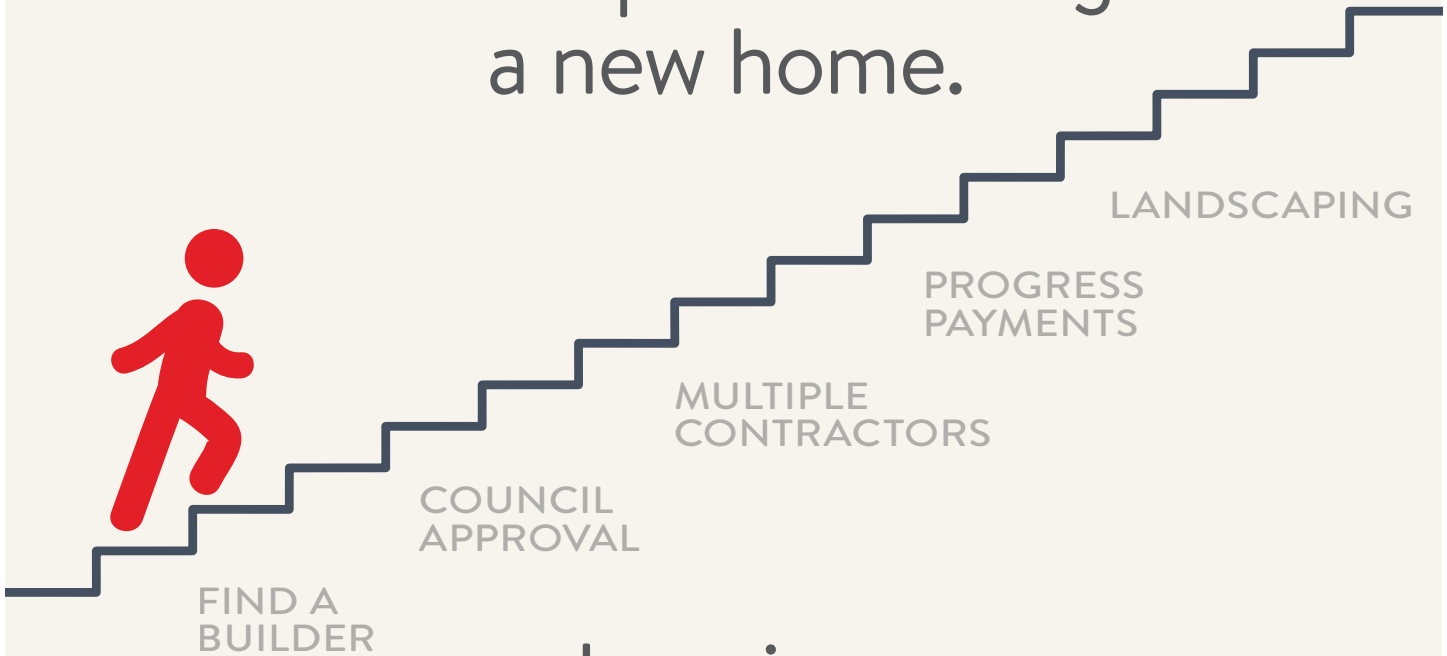 a new home.
LANDSCAPING
PROGRESS
PAYMENTS
MULTIPLE
CONTRACTORS
COUNCIL
APPROVAL
FIND A
BUILDER